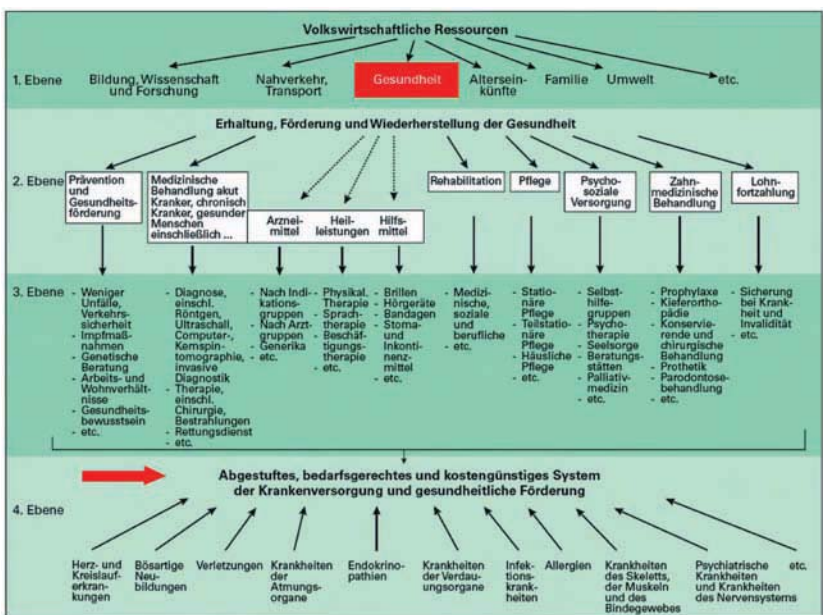 Volkswirtschaftliche Ressourcen
1. Ebene
Bildung, Wissenschaft
und Forschung
Nahverkehr,
Transport
Gesundheit
Altersein-
künfte
Familie
Umwelt
etc.
Erhaltung, Förderung und Wiederherstellung der Gesundheit
2. Ebene
Prävention
und
Gesundheits-
förderung
Medizinische
Behandlung akut
Kranker, chronisch
Kranker, gesunder
Menschen
einschließlich ...
Arznei-
mittel
Heil-
leistungen
Hilfs-
mittel
Rehabilitation
Pflege
Psycho-
soziale
Versorgung
Zahn-
medizinische
Behandlung
Lohn-
fortzahlung
3. Ebene
- Weniger
Unfälle,
Verkehrs-
sicherheit
- Impfmaß-
nahmen
- Genetische
Beratung
- Arbeits- und
Wohnverhält-
nisse
- Gesundheits-
bewusstsein
- etc.
- Diagnose,
einschl.
Röntgen,
Ultraschall,
Computer-,
Kernspin-
tomographie,
invasive
Diagnostik
- Therapie,
einschl.
Chirurgie,
Bestrahlungen
- Rettungsdienst
- etc.
- Nach Indi-
kations-
gruppen
- Nach Arzt-
gruppen
- Generika
- etc.
- Physikal.
Therapie
- Sprach-
therapie
- Beschäf-
tigungs-
therapie
- etc.
- Brillen
- Hörgeräte
- Bandagen
- Stoma-
und
Inkonti-
nenz-
mittel
- etc.
- Medizi-
nische,
soziale
und
berufliche
- etc.
- Statio-
näre
Pflege
- Teilstatio-
näre
Pflege
- Häusliche
Pflege
- etc.
- Selbst-
hilfe-
gruppen
- Psycho-
therapie
- Seelsorge
- Beratungs-
stätten
- Palliativ-
medizin
- etc.
- Prophylaxe
- Kieferortho-
pädie
- Konservie-
rende und
chirurgische
Behandlung
- Prothetik
- Parodontose-
behandlung
- etc.
- Sicherung
bei Krank-
heit und
Invalidität
- etc.
Abgestuftes, bedarfsgerechtes und kostengünstiges System
der Krankenversorgung und gesundheitliche Förderung
4. Ebene
Herz- und
Kreislauf-
erkran-
kungen
Bösartige
Neu-
bildungen
Verletzungen
Krankheiten
der
Atmungs-
organe
Endokrino-
pathien
Krankheiten
der Verdau-
ungsorgane
Infek-
tions-
krank-
heiten
Allergien
Krankheiten
des Skeletts,
der Muskeln
und des
Bindegewebes
Psychiatrische
Krankheiten
und Krankheiten
des Nervensystems
etc.